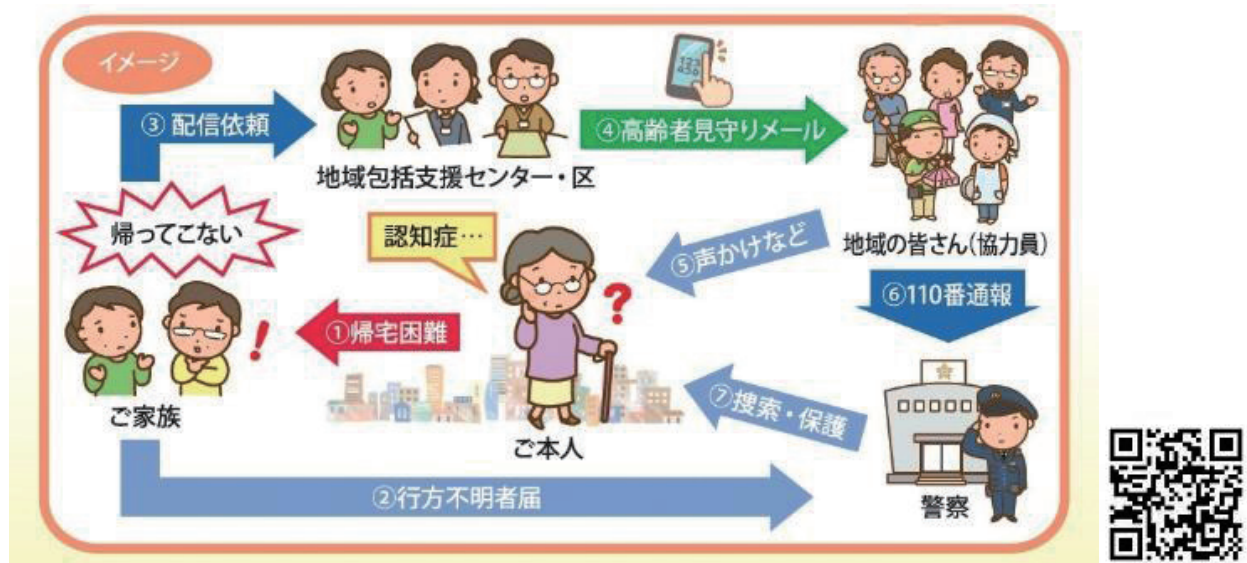 イメージ
③ 配信依頼
地域包括支援センター・区
123
456
④高齢者見守りメール
地域の皆さん(協力員)
帰ってこない
認知症…
⑤声かけなど
⑥110番通報
①帰宅困難
ご家族
ご本人
⑦捜索・保護
②行方不明者届
警察